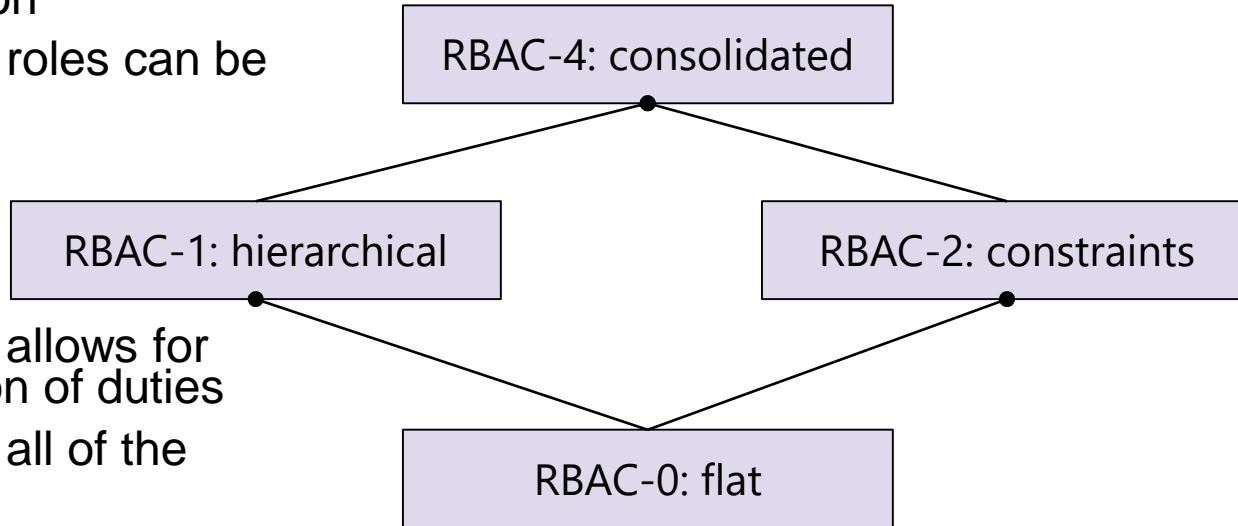 on
roles can be
RBAC-4: consolidated
RBAC-1: hierarchical
RBAC-2: constraints
allows for
on of duties
all of the
RBAC-0: flat